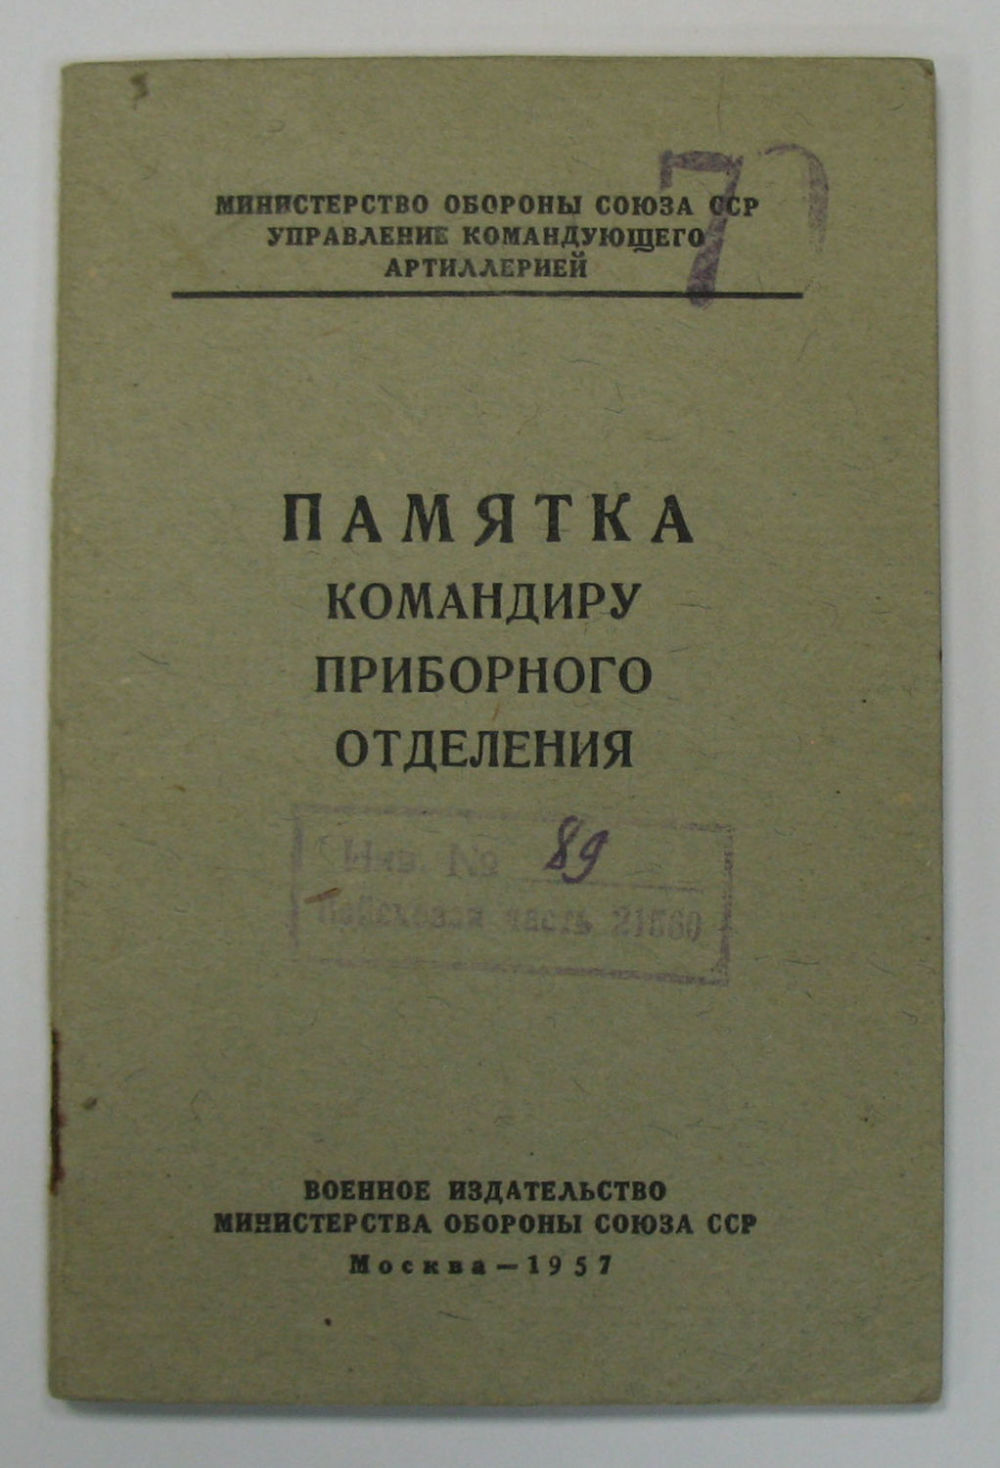 7
МИНИСТЕРСТВО ОБОРОНЫ СОЮЗА ССР
УПРАВЛЕНИЕ КОМАНДУЮЩЕГО
АРТИЛЛЕРИЕЙ
ПАМЯТКА
КОМАНДИРУ
ПРИБОРНОГО
ОТДЕЛЕНИЯ
Инв. № 89
Войсковая часть
ВОЕННОЕ ИЗДАТЕЛЬСТВО
МИНИСТЕРСТВА ОБОРОНЫ СОЮЗА ССР
Москва — 1957